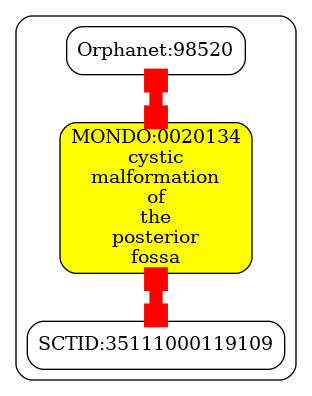 Orphanet:98520
MONDO:0020134
cystic
malformation
of
the
posterior
fossa
SCTID:35111000119109